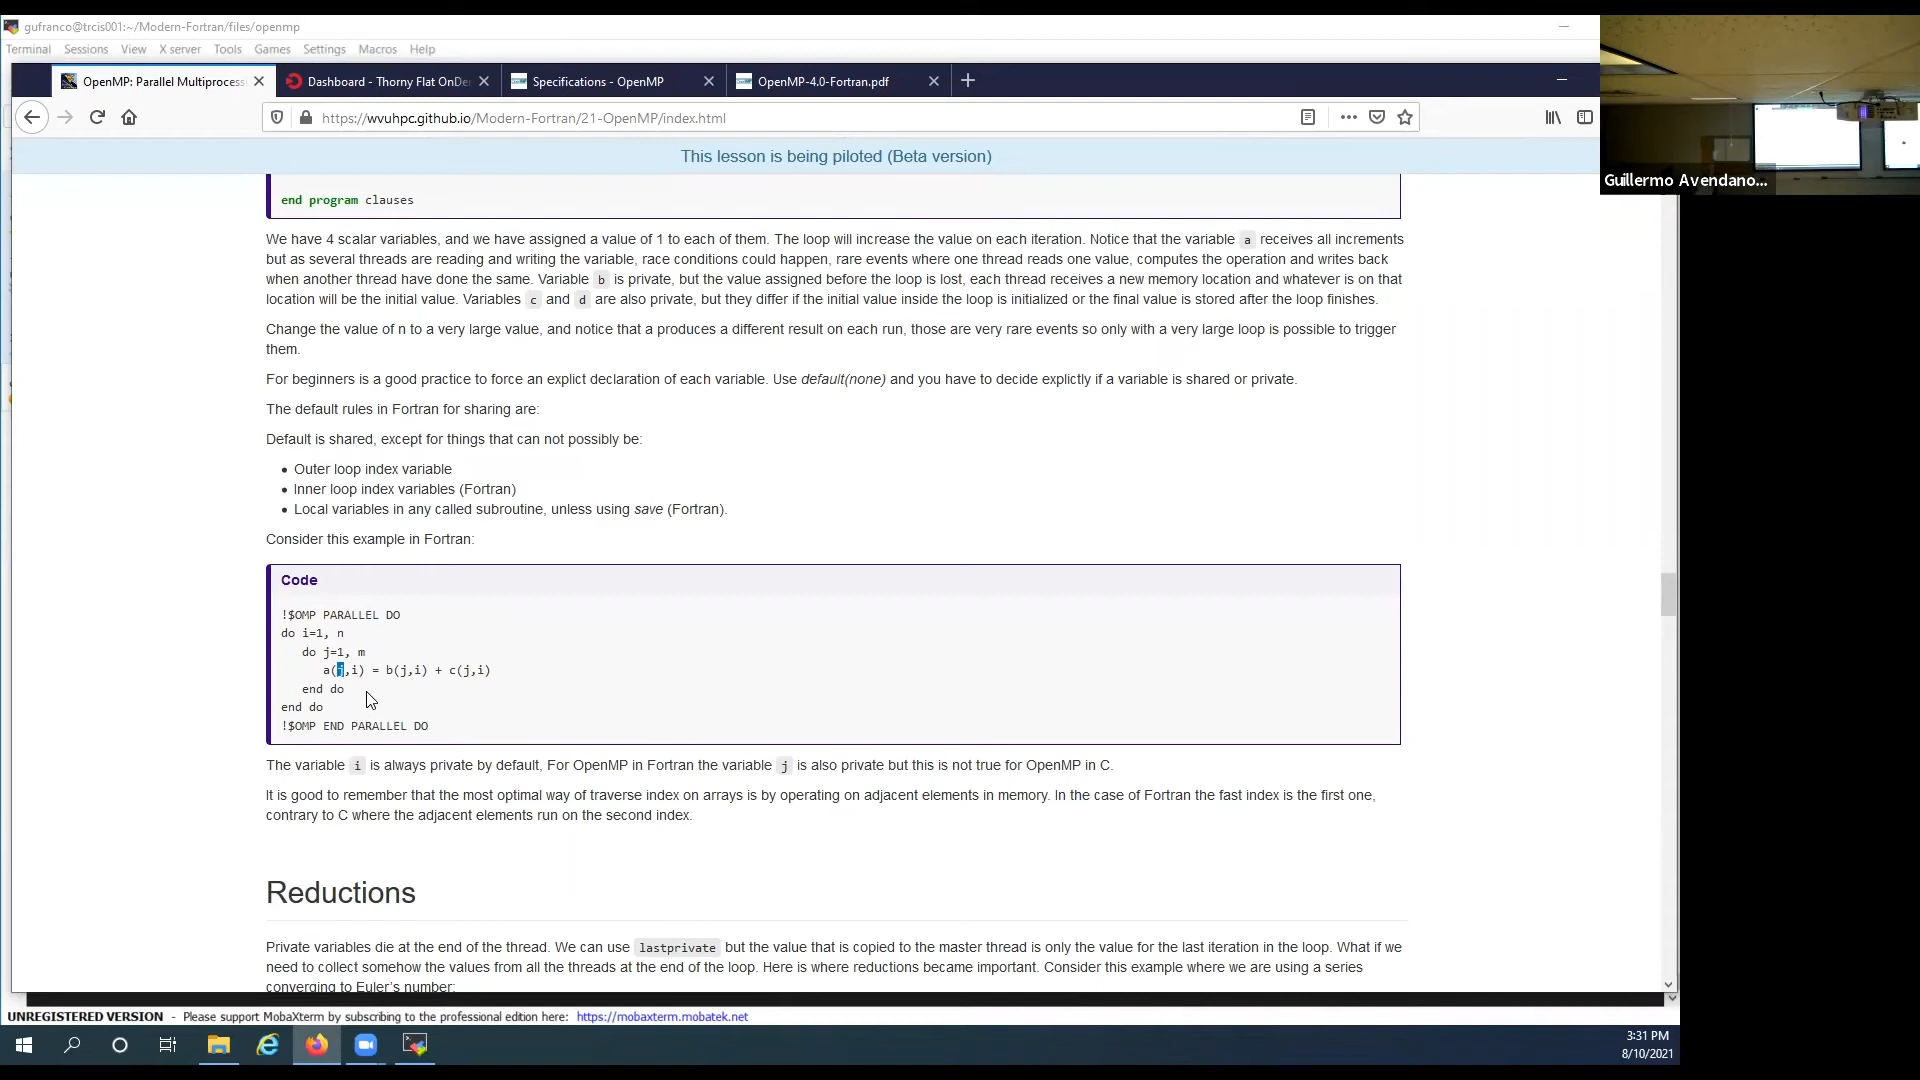 gufranco@trcis001:~/Modern-Fortran/files/openmp
Terminal Sessions View X server Tools Games Settings Macros Help
OpenMP: Parallel Multiprocess
Dashboard - Thorny Flat OnDe
Specifications - OpenMP
OpenMP-4.0-Fortran.pdf
https://wvuhpc.github.io/Modern-Fortran/21-OpenMP/index.html
This lesson is being piloted (Beta version)
Guillermo Avendano...
end program clauses
We have 4 scalar variables, and we have assigned a value of 1 to each of them. The loop will increase the value on each iteration. Notice that the variable a receives all increments
but as several threads are reading and writing the variable, race conditions could happen, rare events where one thread reads one value, computes the operation and writes back
when another thread have done the same. Variable b is private, but the value assigned before the loop is lost, each thread receives a new memory location and whatever is on that
location will be the initial value. Variables c and d are also private, but they differ if the initial value inside the loop is initialized or the final value is stored after the loop finishes.
Change the value of n to a very large value, and notice that a produces a different result on each run, those are very rare events so only with a very large loop is possible to trigger
them.
For beginners is a good practice to force an explict declaration of each variable. Use default(none) and you have to decide explicitly if a variable is shared or private.
The default rules in Fortran for sharing are:
Default is shared, except for things that can not possibly be:
• Outer loop index variable
• Inner loop index variables (Fortran)
• Local variables in any called subroutine, unless using save (Fortran).
Consider this example in Fortran:
Code
!$OMP PARALLEL DO
do i=1, n
do j=1, m
a(j,i) = b(j,i) + c(j,i)
end do
end do
!$OMP END PARALLEL DO
The variable i is always private by default, For OpenMP in Fortran the variable j is also private but this is not true for OpenMP in C.
It is good to remember that the most optimal way of traverse index on arrays is by operating on adjacent elements in memory. In the case of Fortran the fast index is the first one,
contrary to C where the adjacent elements run on the second index.
Reductions
Private variables die at the end of the thread. We can use lastprivate but the value that is copied to the master thread is only the value for the last iteration in the loop. What if we
need to collect somehow the values from all the threads at the end of the loop. Here is where reductions became important. Consider this example where we are using a series
converging to Euler's number:
UNREGISTERED VERSION - Please support MobaXterm by subscribing to the professional edition here: https://mobaxterm.mobatek.net
3:31 PM
8/10/2021